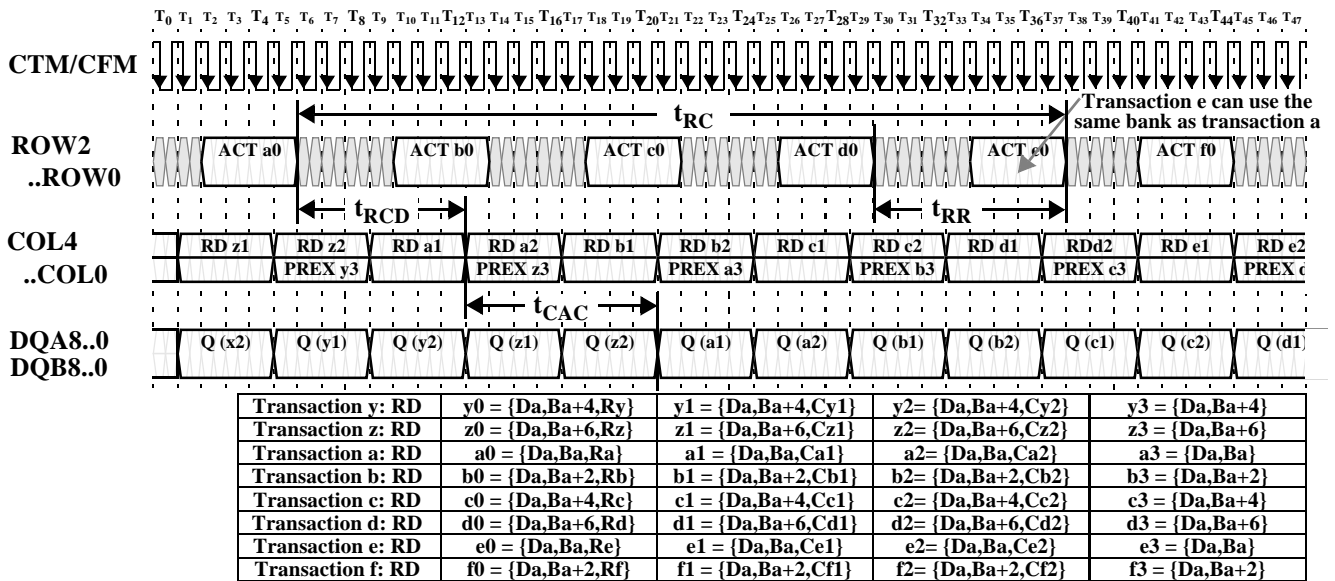 T0 T1 T2 T3 T4 T5 T6 T7 T8 T9 T10 T11 T12 T13 T14 T15 T16 T17 T18 T19 T20 T21 T22 T23 T24 T25 T26 T27 T28 T29 T30 T31 T32 T33 T34 T35 T36 T37 T38 T39 T40 T41 T42 T43 T44 T45 T46 T47
CTM/CFM
Transaction e can use the
same bank as transaction a
tRC
ROW2
..ROW0
ACT a0 ACT b0 ACT c0 ACT d0 ACT e0 ACT f0
tRCD tRR
COL4
..COL0
RD z1 RD z2 RD a1 RD a2 RD b1 RD b2 RD c1 RD c2 RD d1 RDd2 RD e1 RD e2
PREX y3 PREX z3 PREX a3 PREX b3 PREX c3 PREX d
tCAC
DQA8..0
DQB8..0
Q (x2) Q (y1) Q (y2) Q (z1) Q (z2) Q (a1) Q (a2) Q (b1) Q (b2) Q (c1) Q (c2) Q (d1)
Transaction y: RD y0 = {Da,Ba+4,Ry} y1 = {Da,Ba+4,Cy1} y2= {Da,Ba+4,Cy2} y3 = {Da,Ba+4}
Transaction z: RD z0 = {Da,Ba+6,Rz} z1 = {Da,Ba+6,Cz1} z2= {Da,Ba+6,Cz2} z3 = {Da,Ba+6}
Transaction a: RD a0 = {Da,Ba,Ra} a1 = {Da,Ba,Ca1} a2= {Da,Ba,Ca2} a3 = {Da,Ba}
Transaction b: RD b0 = {Da,Ba+2,Rb} b1 = {Da,Ba+2,Cb1} b2= {Da,Ba+2,Cb2} b3 = {Da,Ba+2}
Transaction c: RD c0 = {Da,Ba+4,Rc} c1 = {Da,Ba+4,Cc1} c2= {Da,Ba+4,Cc2} c3 = {Da,Ba+4}
Transaction d: RD d0 = {Da,Ba+6,Rd} d1 = {Da,Ba+6,Cd1} d2= {Da,Ba+6,Cd2} d3 = {Da,Ba+6}
Transaction e: RD e0 = {Da,Ba,Re} e1 = {Da,Ba,Ce1} e2= {Da,Ba,Ce2} e3 = {Da,Ba}
Transaction f: RD f0 = {Da,Ba+2,Rf} f1 = {Da,Ba+2,Cf1} f2= {Da,Ba+2,Cf2} f3 = {Da,Ba+2}